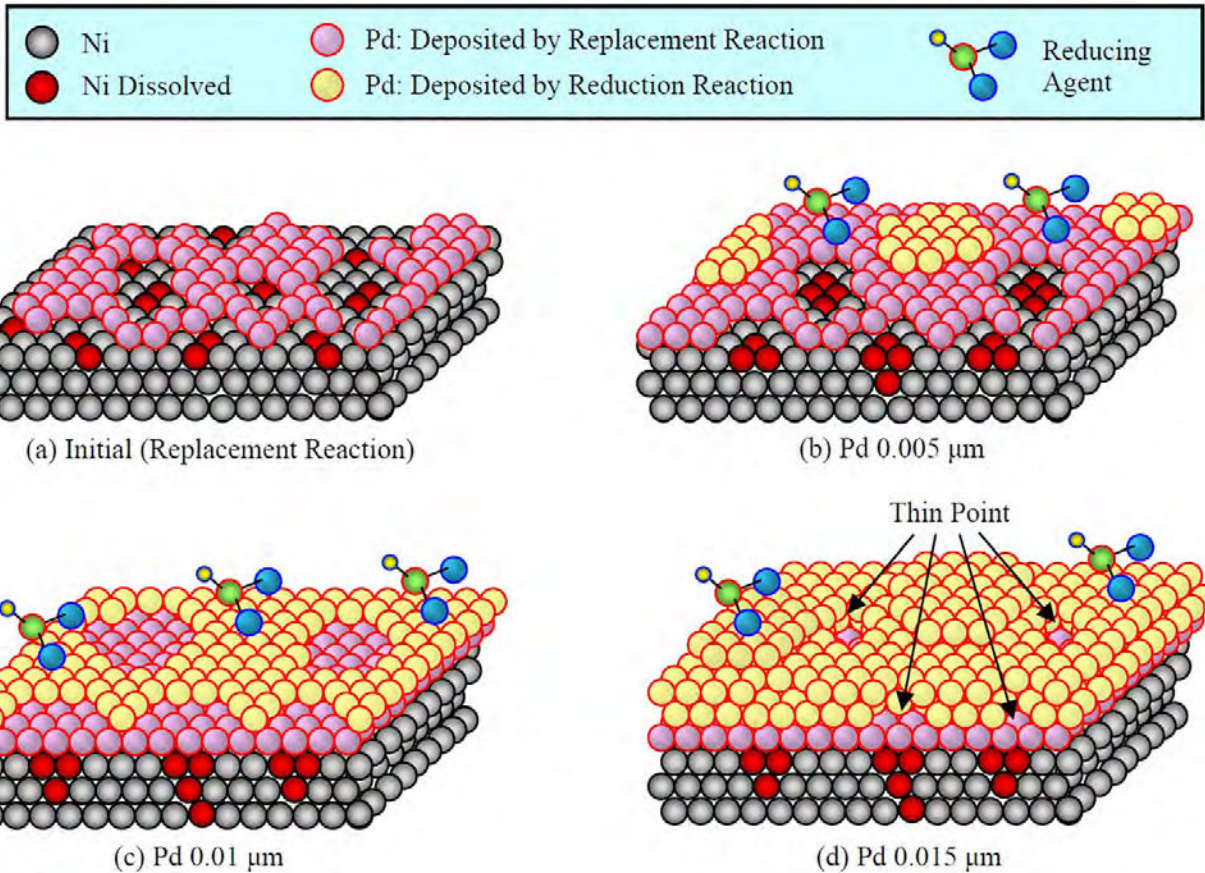 Ni
Pd: Deposited by Replacement Reaction
Reducing
Agent
Ni Dissolved
Pd: Deposited by Reduction Reaction
(a) Initial (Replacement Reaction)
(b) Pd 0.005 μm
Thin Point
(c) Pd 0.01 μm
(d) Pd 0.015 μm